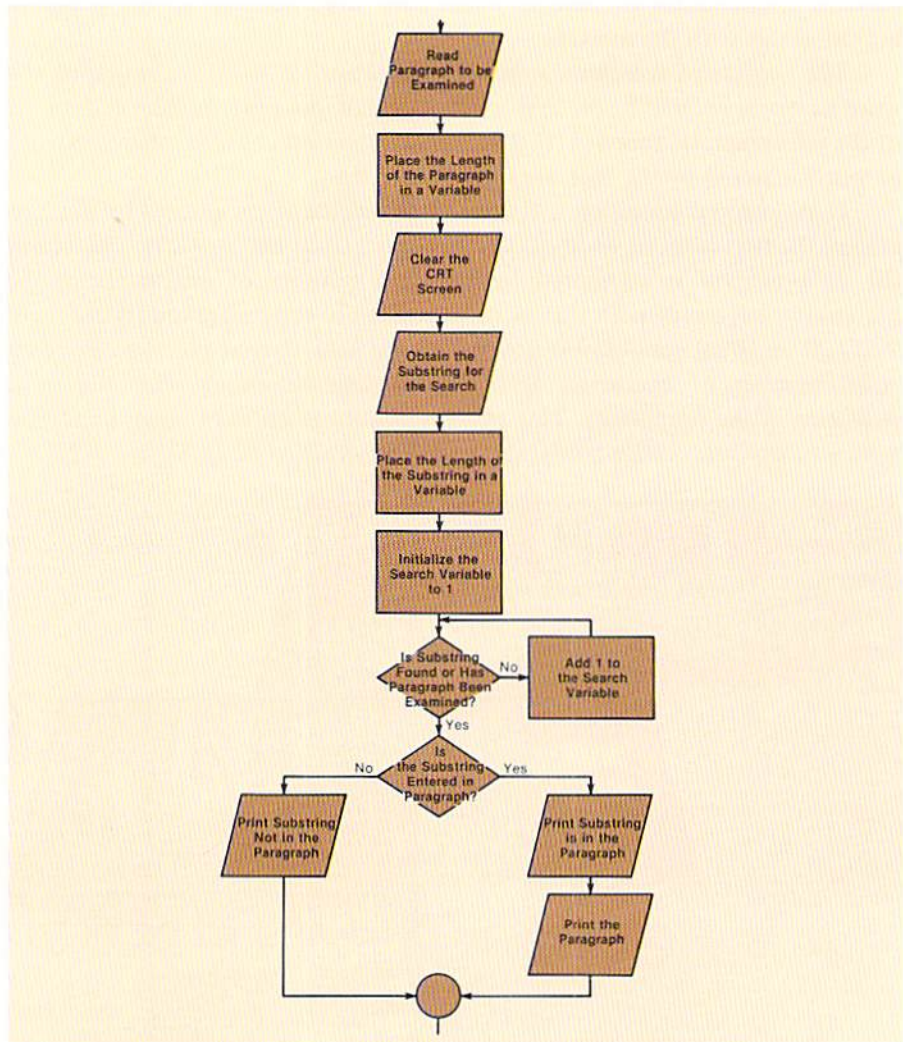 Read
Paragraph to be
Examined
Place the Length
of the Paragraph
in a Variable
Clear the
CRT
Screen
Obtain the
Substring for
the Search
Place the Length of
the Substring in a
Variable
Initialize the
Search Variable
to 1
Is Substring
Found or Has
Paragraph Been
Examined?
No
Add 1 to
the Search
Variable
Yes
Is
the Substring
Entered in
Paragraph?
No
Yes
Print Substring
Not in the
Paragraph
Print Substring
is in the
Paragraph
Print the
Paragraph